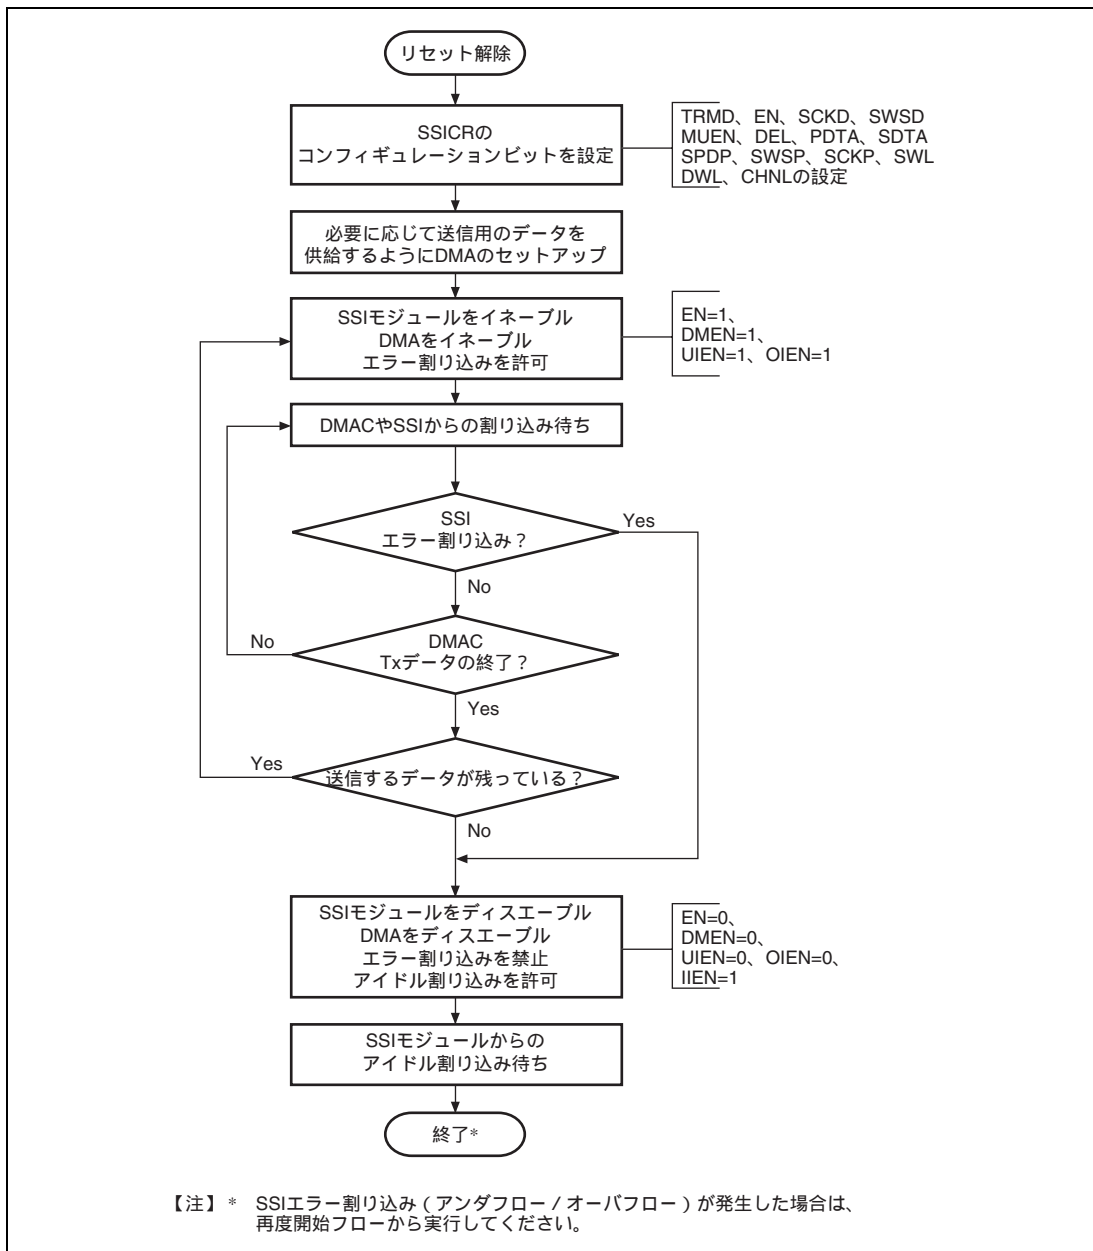 リセット解除
SSICRの
コンフィギュレーションビットを設定
TRMD、EN、SCKD、SWSD
MUEN、DEL、PDTA、SDTA
SPDP、SWSP、SCKP、SWL
DWL、CHNLの設定
必要に応じて送信用のデータを
供給するようにDMAのセットアップ
SSIモジュールをイネーブル
DMAをイネーブル
エラー割り込みを許可
EN=1、
DMEN=1、
UIEN=1、OIEN=1
DMACやSSIからの割り込み待ち
SSI
エラー割り込み？
Yes
No
DMAC
Txデータの終了？
No
Yes
送信するデータが残っている？
Yes
No
SSIモジュールをディスエーブル
DMAをディスエーブル
エラー割り込みを禁止
アイドル割り込みを許可
EN=0、
DMEN=0、
UIEN=0、OIEN=0、
IIEN=1
SSIモジュールからの
アイドル割り込み待ち
終了*
【注】* SSIエラー割り込み（アンダフロー / オーバフロー）が発生した場合は、
再度開始フローから実行してください。